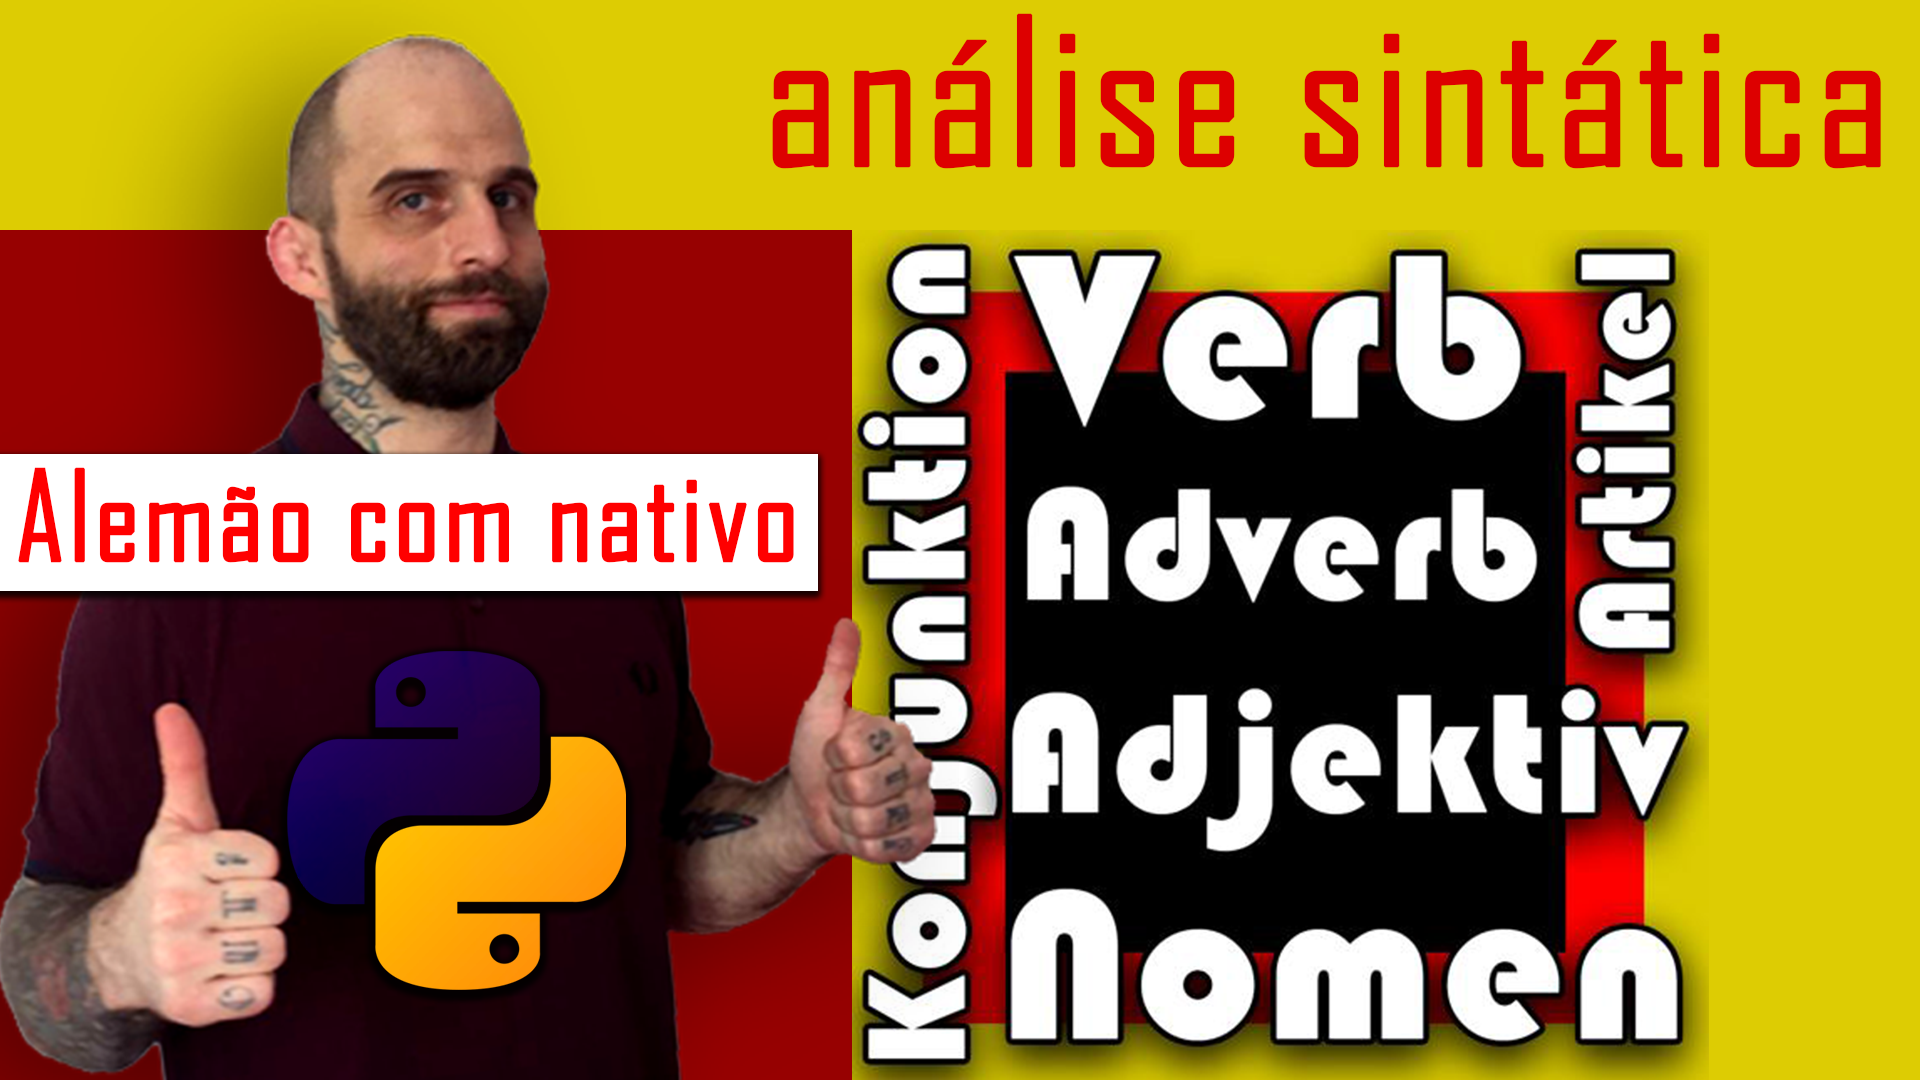 análise sintática
Alemão com nativo
Konjunktion
Verb
Artikel
Adverb
Adjektiv
Nomen